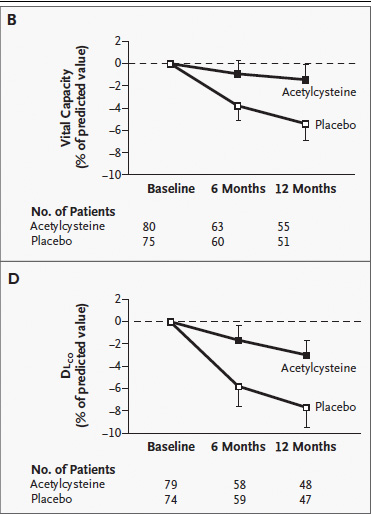 B
Vital Capacity
(% of predicted value)
2
0
−2
−4
−6
−8
−10
Acetylcysteine
Placebo
Baseline 6 Months 12 Months
No. of Patients
Acetylcysteine 80 63 55
Placebo 75 60 51
D
DLCO
(% of predicted value)
2
0
−2
−4
−6
−8
−10
Acetylcysteine
Placebo
Baseline 6 Months 12 Months
No. of Patients
Acetylcysteine 79 58 48
Placebo 74 59 47